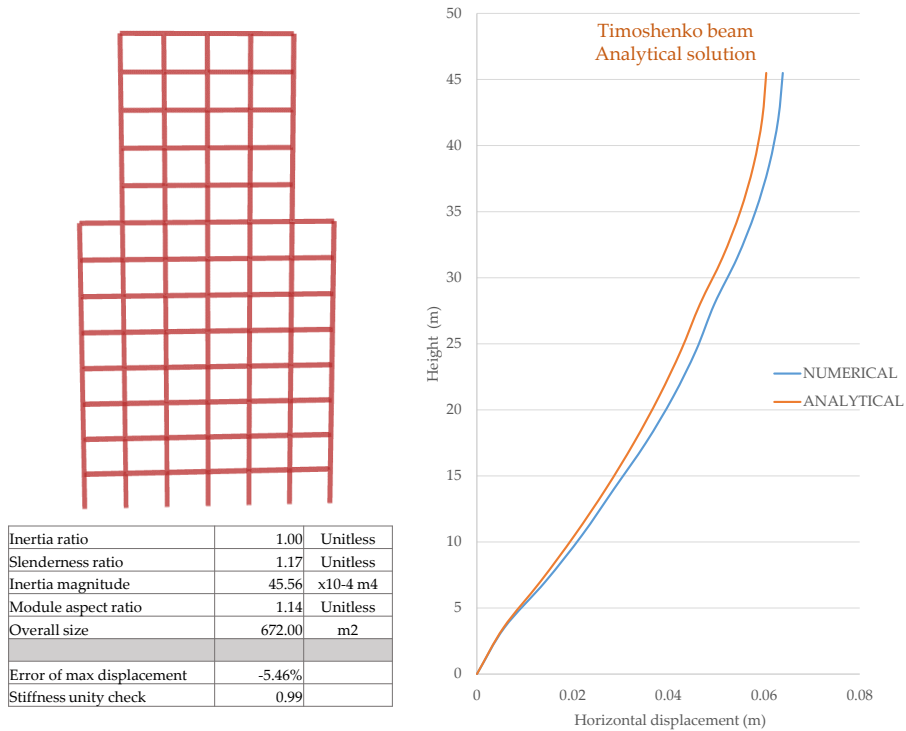 Inertia ratio 1.00 Unitless
Slenderness ratio 1.17 Unitless
Inertia magnitude 45.56 x10-4 m4
Module aspect ratio 1.14 Unitless
Overall size 672.00 m2
Error of max displacement -5.46%
Stiffness unity check 0.99
Timoshenko beam
Analytical solution
50
45
40
35
30
25
20
15
10
5
0
Height (m)
NUMERICAL
ANALYTICAL
0 0.02 0.04 0.06 0.08
Horizontal displacement (m)